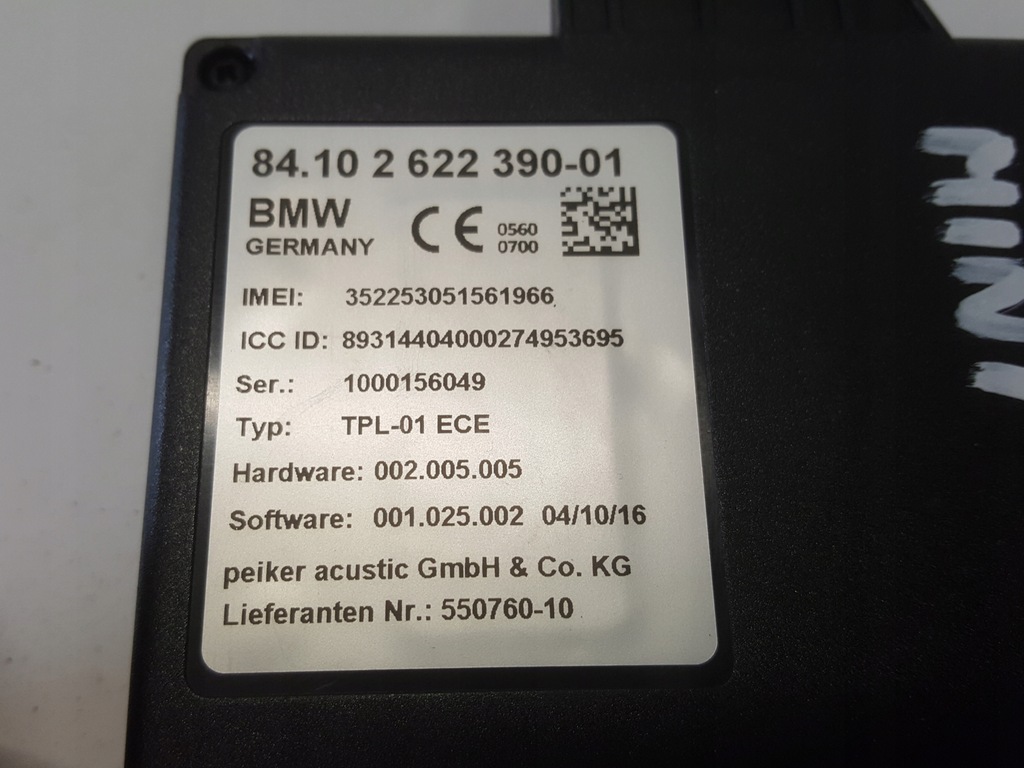 84.10 2 622 390-01
BMW
GERMANY
CE 0560
0700
IMEI: 352253051561966
ICC ID: 89314404000274953695
Ser.: 1000156049
Typ: TPL-01 ECE
Hardware: 002.005.005
Software: 001.025.002 04/10/16
peiker acustic GmbH & Co. KG
Lieferanten Nr.: 550760-10
MINI